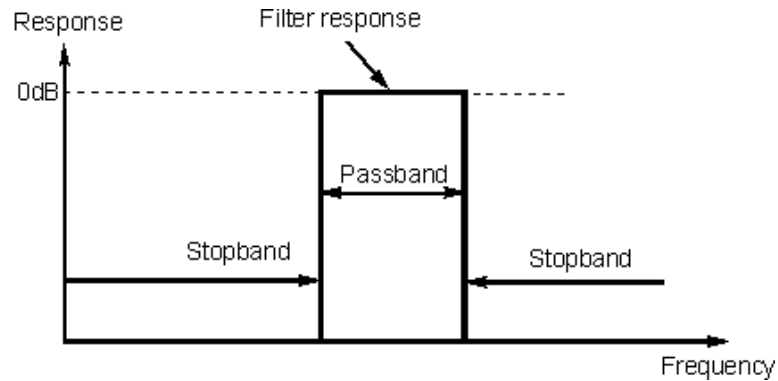 Response
Filter response
0dB
Passband
Stopband
Stopband
Frequency